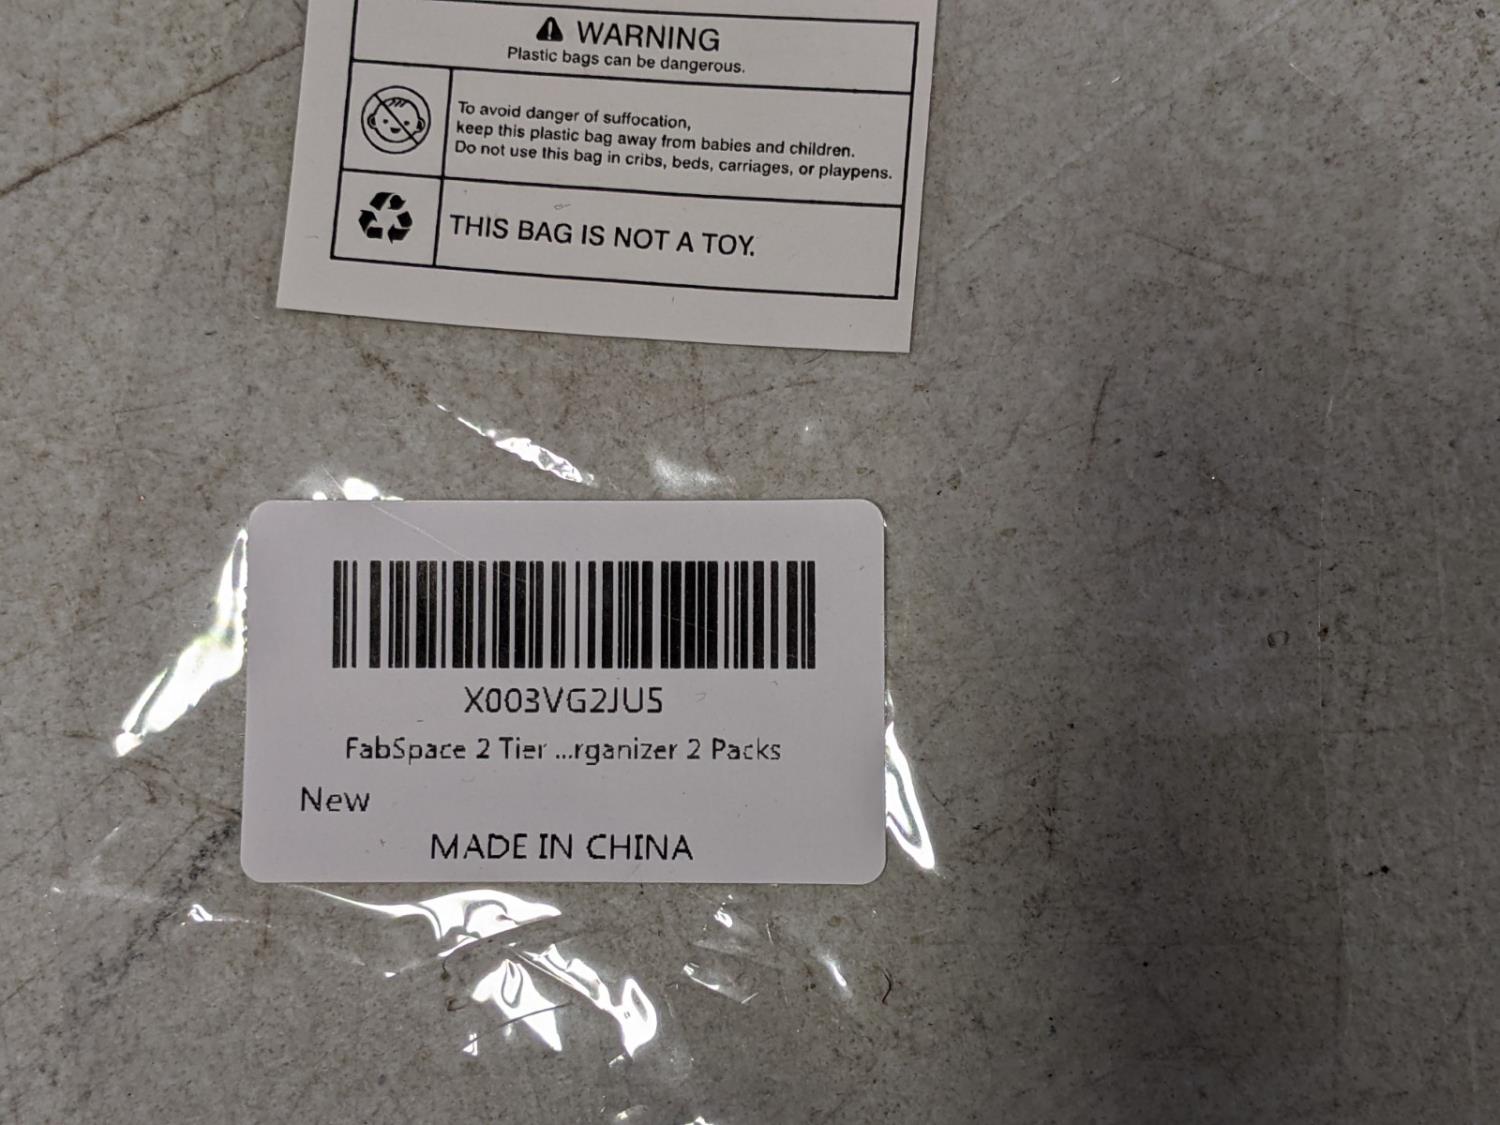 WARNING
Plastic bags can be dangerous.
To avoid danger of suffocation,
keep this plastic bag away from babies and children.
Do not use this bag in cribs, beds, carriages, or playpens.
THIS BAG IS NOT A TOY.
X003VG2JU5
FabSpace 2 Tier ...rganizer 2 Packs
New
MADE IN CHINA